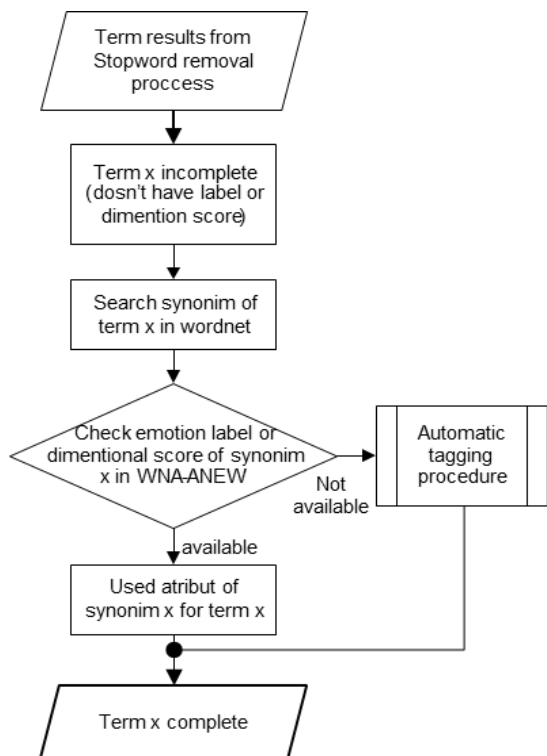 Term results from
Stopword removal
proccess
Term x incomplete
(dosn't have label or
dimention score)
Search synonim of
term x in wordnet
Check emotion label or
dimentional score of synonim
x in WNA-ANEW
Not
available
Automatic
tagging
procedure
available
Used atribut of
synonim x for term x
Term x complete